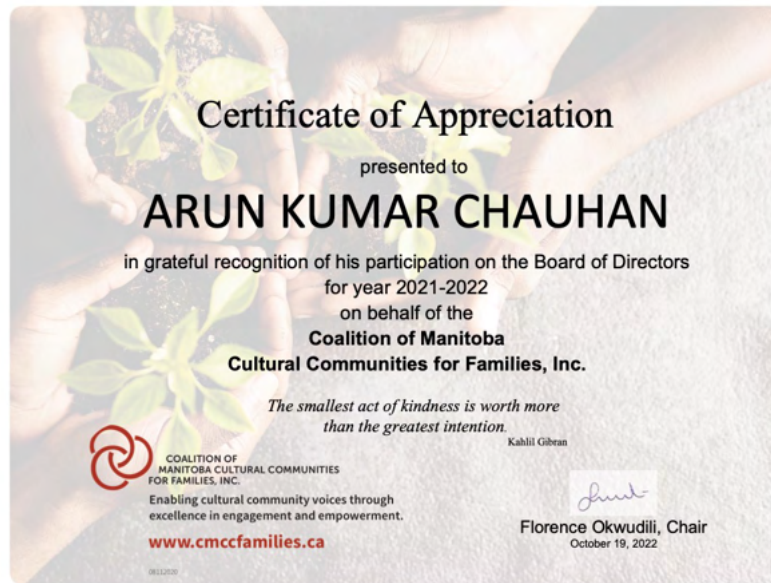 Certificate of Appreciation
presented to
ARUN KUMAR CHAUHAN
in grateful recognition of his participation on the Board of Directors
for year 2021-2022
on behalf of the
Coalition of Manitoba
Cultural Communities for Families, Inc.
The smallest act of kindness is worth more
than the greatest intention.
Kahlil Gibran
COALITION OF
MANITOBA CULTURAL COMMUNITIES
FOR FAMILIES, INC.
Enabling cultural community voices through
excellence in engagement and empowerment.
www.cmccfamilies.ca
Florence Okwudili, Chair
October 19, 2022